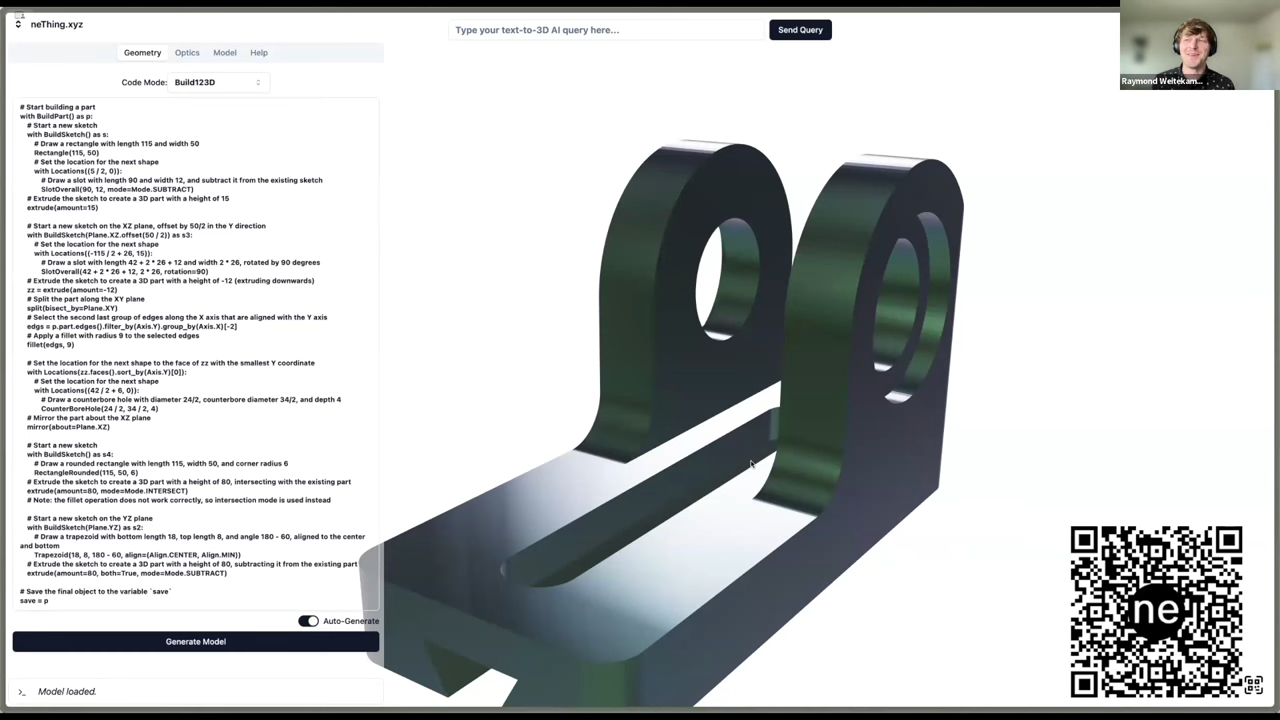 neThing.xyz
Type your text-to-3D AI query here...
Send Query
Raymond Weitekam...
Geometry
Optics
Model
Help
Code Mode:
Build123D
# Start building a part
with BuildPart() as p:
# Start a new sketch
with BuildSketch() as s:
# Draw a rectangle with length 115 and width 50
Rectangle(115, 50)
# Set the location for the next shape
with Locations((5 / 2, 0)):
# Draw a slot with length 90 and width 12, and subtract it from the existing sketch
SlotOverall(90, 12, mode=Mode.SUBTRACT)
# Extrude the sketch to create a 3D part with a height of 15
extrude(amount=15)
# Start a new sketch on the XZ plane, offset by 50/2 in the Y direction
with BuildSketch(Plane.XZ.offset(50 / 2)) as s3:
# Set the location for the next shape
with Locations((-115 / 2 + 26, 15)):
# Draw a slot with length 42 + 2 * 26 + 12 and width 2 * 26, rotated by 90 degrees
SlotOverall(42 + 2 * 26 + 12, 2 * 26, rotation=90)
# Extrude the sketch to create a 3D part with a height of -12 (extruding downwards)
zz = extrude(amount=-12)
# Split the part along the XY plane
split(bisect_by=Plane.XY)
# Select the second last group of edges along the X axis that are aligned with the Y axis
edgs = p.part.edges().filter_by(Axis.Y).group_by(Axis.X)[-2]
# Apply a fillet with radius 9 to the selected edges
fillet(edgs, 9)
# Set the location for the next shape to the face of zz with the smallest Y coordinate
with Locations(zz.faces().sort_by(Axis.Y)[0]):
# Set the location for the next shape
with Locations((42 / 2 + 6, 0)):
# Draw a counterbore hole with diameter 24/2, counterbore diameter 34/2, and depth 4
CounterBoreHole(24 / 2, 34 / 2, 4)
# Mirror the part about the XZ plane
mirror(about=Plane.XZ)
# Start a new sketch
with BuildSketch() as s4:
# Draw a rounded rectangle with length 115, width 50, and corner radius 6
RectangleRounded(115, 50, 6)
# Extrude the sketch to create a 3D part with a height of 80, intersecting with the existing part
extrude(amount=80, mode=Mode.INTERSECT)
# Note: the fillet operation does not work correctly, so intersection mode is used instead
# Start a new sketch on the YZ plane
with BuildSketch(Plane.YZ) as s2:
# Draw a trapezoid with bottom length 18, top length 8, and angle 180 - 60, aligned to the center
and bottom
Trapezoid(18, 8, 180 - 60, align=(Align.CENTER, Align.MIN))
# Extrude the sketch to create a 3D part with a height of 80, subtracting it from the existing part
extrude(amount=80, both=True, mode=Mode.SUBTRACT)
# Save the final object to the variable `save`
save = p
Auto-Generate
Generate Model
>_ Model loaded.
ne